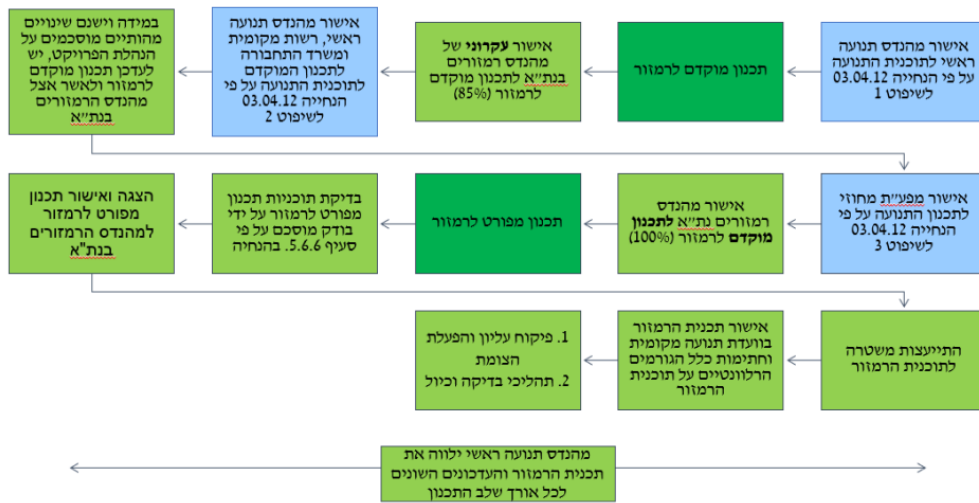 אישור מהנדס תנועה
ראשי לתוכנית התנועה
על פי הנחייה 03.04.12
לשיפוט 1
תכנון מוקדם לרמזור
אישור עקרוני של
מהנדס רמזורים
בנת״א לתכנון מוקדם
לרמזור (85%)
אישור מהנדס תנועה
ראשי, רשות מקומית
ומשרד התחבורה
לתכנון המוקדם
לתוכנית התנועה על פי
הנחייה 03.04.12
לשיפוט 2
במידה וישנם שינויים
מהותיים מוסכמים על
הנהלת הפרויקט, יש
לעדכן תכנון מוקדם
לרמזור ולאשר אצל
מהנדס הרמזורים
בנת״א
אישור מפע״ת מחוזי
לתכנון התנועה על פי
הנחייה 03.04.12
לשיפוט 3
אישור מהנדס
רמזורים נת״א לתכנון
מוקדם לרמזור (100%)
תכנון מפורט לרמזור
בדיקת תוכניות תכנון
מפורט לרמזור על ידי
בודק מוסכם על פי
סעיף 5.6.6. בהנחיה
הצגה ואישור תכנון
מפורט לרמזור
למהנדס הרמזורים
בנת"א
התייעצות משטרה
לתוכנית הרמזור
אישור תכנית הרמזור
בוועדת תנועה מקומית
וחתימות כלל הגורמים
הרלוונטיים על תוכנית
הרמזור
1. פיקוח עליון והפעלת
הצומת
2. תהליכי בדיקה וכיול
מהנדס תנועה ראשי ילווה את
תכנית הרמזור והעדכונים השונים
לכל אורך שלב התכנון